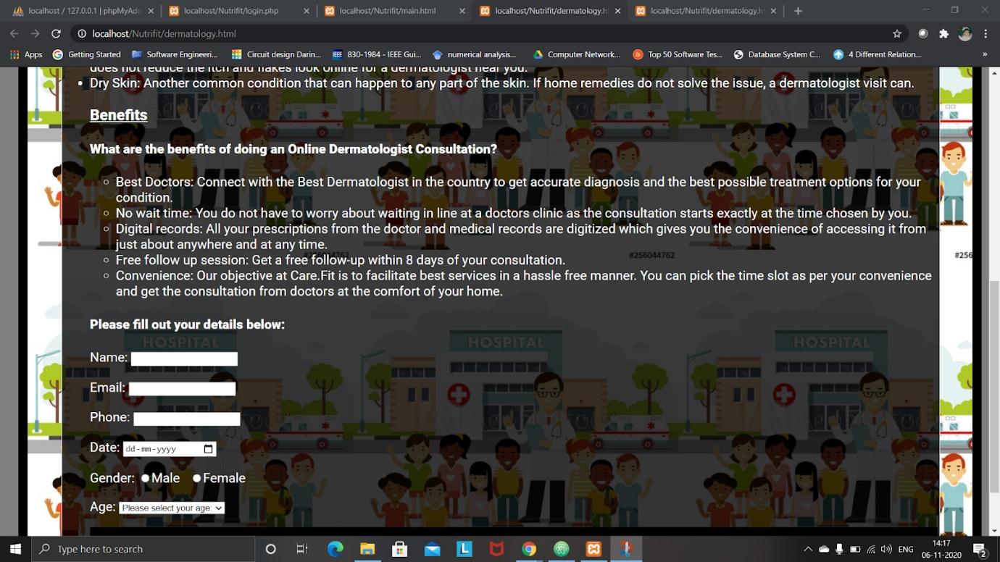 localhost / 127.0.0.1 | phpMyAdm
localhost/Nutrifit/login.php
localhost/Nutrifit/main.html
localhost/Nutrifit/dermatology.h
localhost/Nutrifit/dermatology.h
localhost/Nutrifit/dermatology.html
Apps
Getting Started
Software Engineeri...
Circuit design Darin...
IEEE 830-1984 - IEEE Gui...
numerical analysis...
Computer Network...
Top 50 Software Tes...
Database System C...
4 Different Relation...
»
does not reduce the itch and flakes look online for a dermatologist near you.
• Dry Skin: Another common condition that can happen to any part of the skin. If home remedies do not solve the issue, a dermatologist visit can.
Benefits
What are the benefits of doing an Online Dermatologist Consultation?
Best Doctors: Connect with the Best Dermatologist in the country to get accurate diagnosis and the best possible treatment options for your
condition.
No wait time: You do not have to worry about waiting in line at a doctors clinic as the consultation starts exactly at the time chosen by you.
Digital records: All your prescriptions from the doctor and medical records are digitized which gives you the convenience of accessing it from
just about anywhere and at any time.
#256044762
#256
Free follow up session: Get a free follow-up within 8 days of your consultation.
Convenience: Our objective at Care.Fit is to facilitate best services in a hassle free manner. You can pick the time slot as per your convenience
and get the consultation from doctors at the comfort of your home.
Please fill out your details below:
HOSPITAL
HOSPITAL
HOSPITAL
Name:
Email:
Phone:
Date: dd-mm-yyyy
Gender: Male Female
Age: Please select your age:
Type here to search
L
ENG
14:17
06-11-2020
2